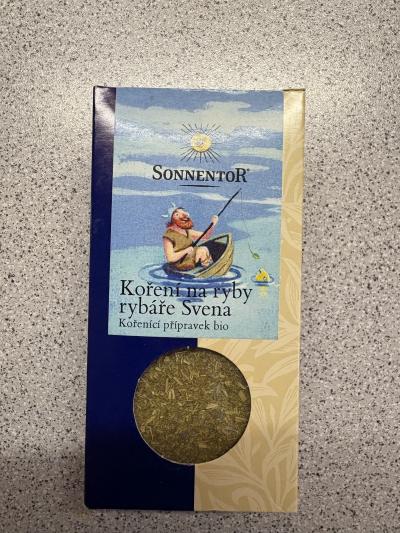 SONNENTOR
Koření na ryby
rybáře Svena
Kořenící přípravek bio